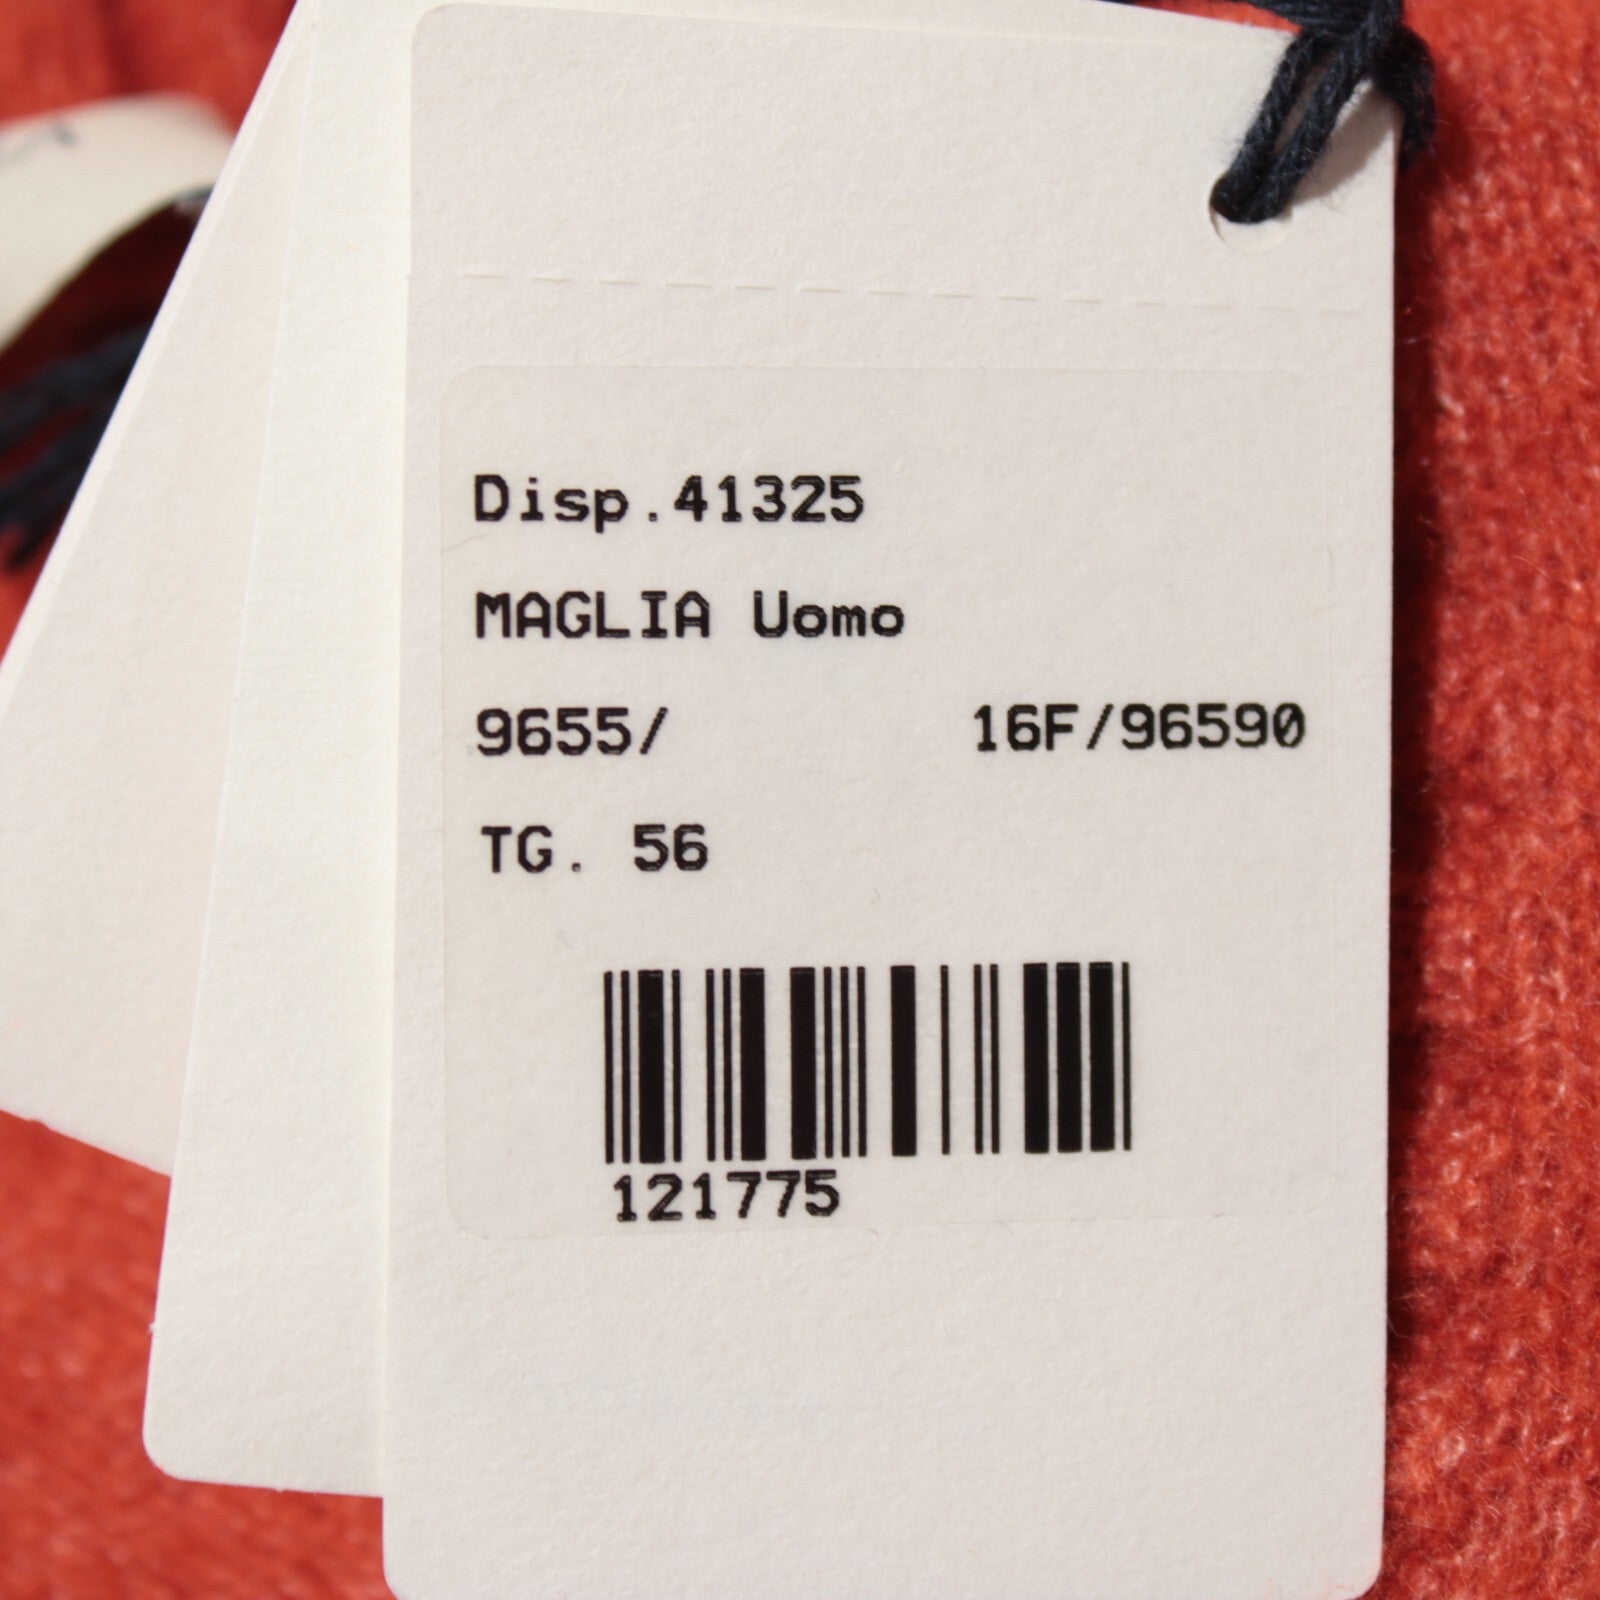 Disp.41325
MAGLIA Uomo
9655/ 16F/96590
TG. 56
121775